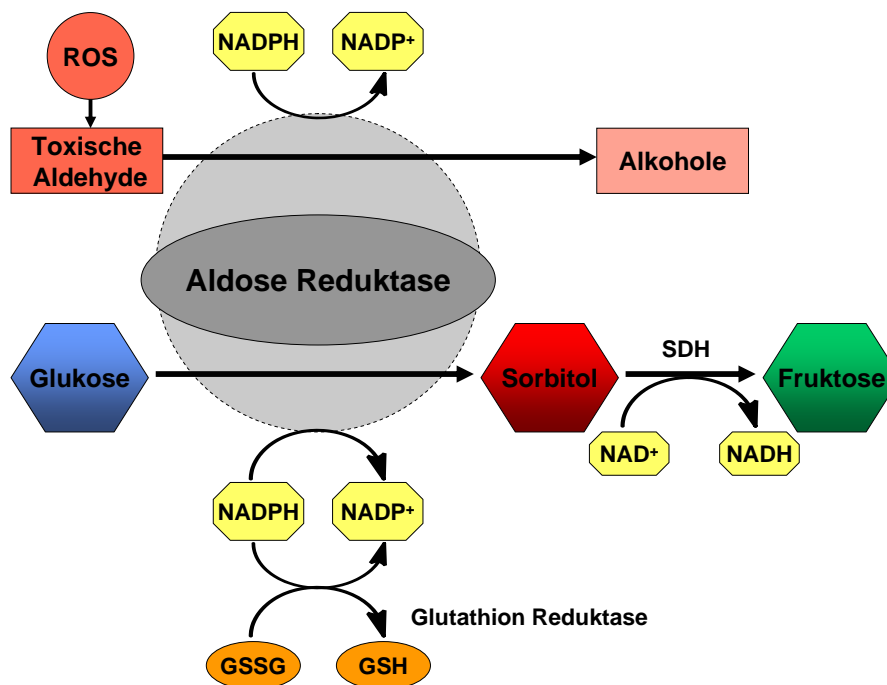 ROS
NADPH
NADP+
Toxische
Aldehyde
Alkohole
Aldose Reduktase
Glukose
Sorbitol
SDH
Fruktose
NAD+
NADH
NADPH
NADP+
Glutathion Reduktase
GSSG
GSH